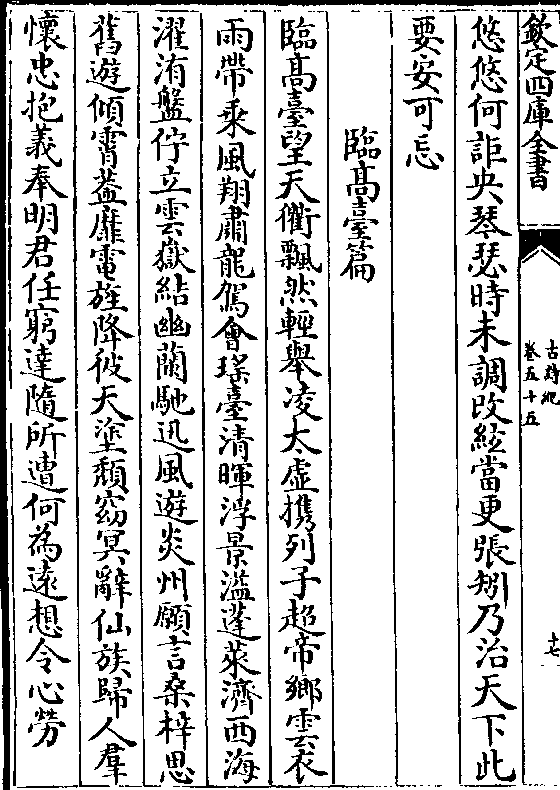 欽定四庫全書
古詩紀
卷五十五
十七
悠悠何詎央琴瑟時未調改絃當更張矧乃治天下此
要安可忘
臨高臺篇
臨高臺望天衢飄然輕舉凌太虛携列子超帝鄉雲衣
雨帶乘風翔肅龍駕會瑤臺清暉浮景溢蓬萊濟西海
濯洧盤佇立雲嶽結幽蘭馳迅風遊炎州願言桑梓思
舊遊傾霄葢靡電旌降彼天塗頹窈冥辭仙族歸人羣
懷忠抱義奉明君任窮達隨所遭何為遠想令心勞